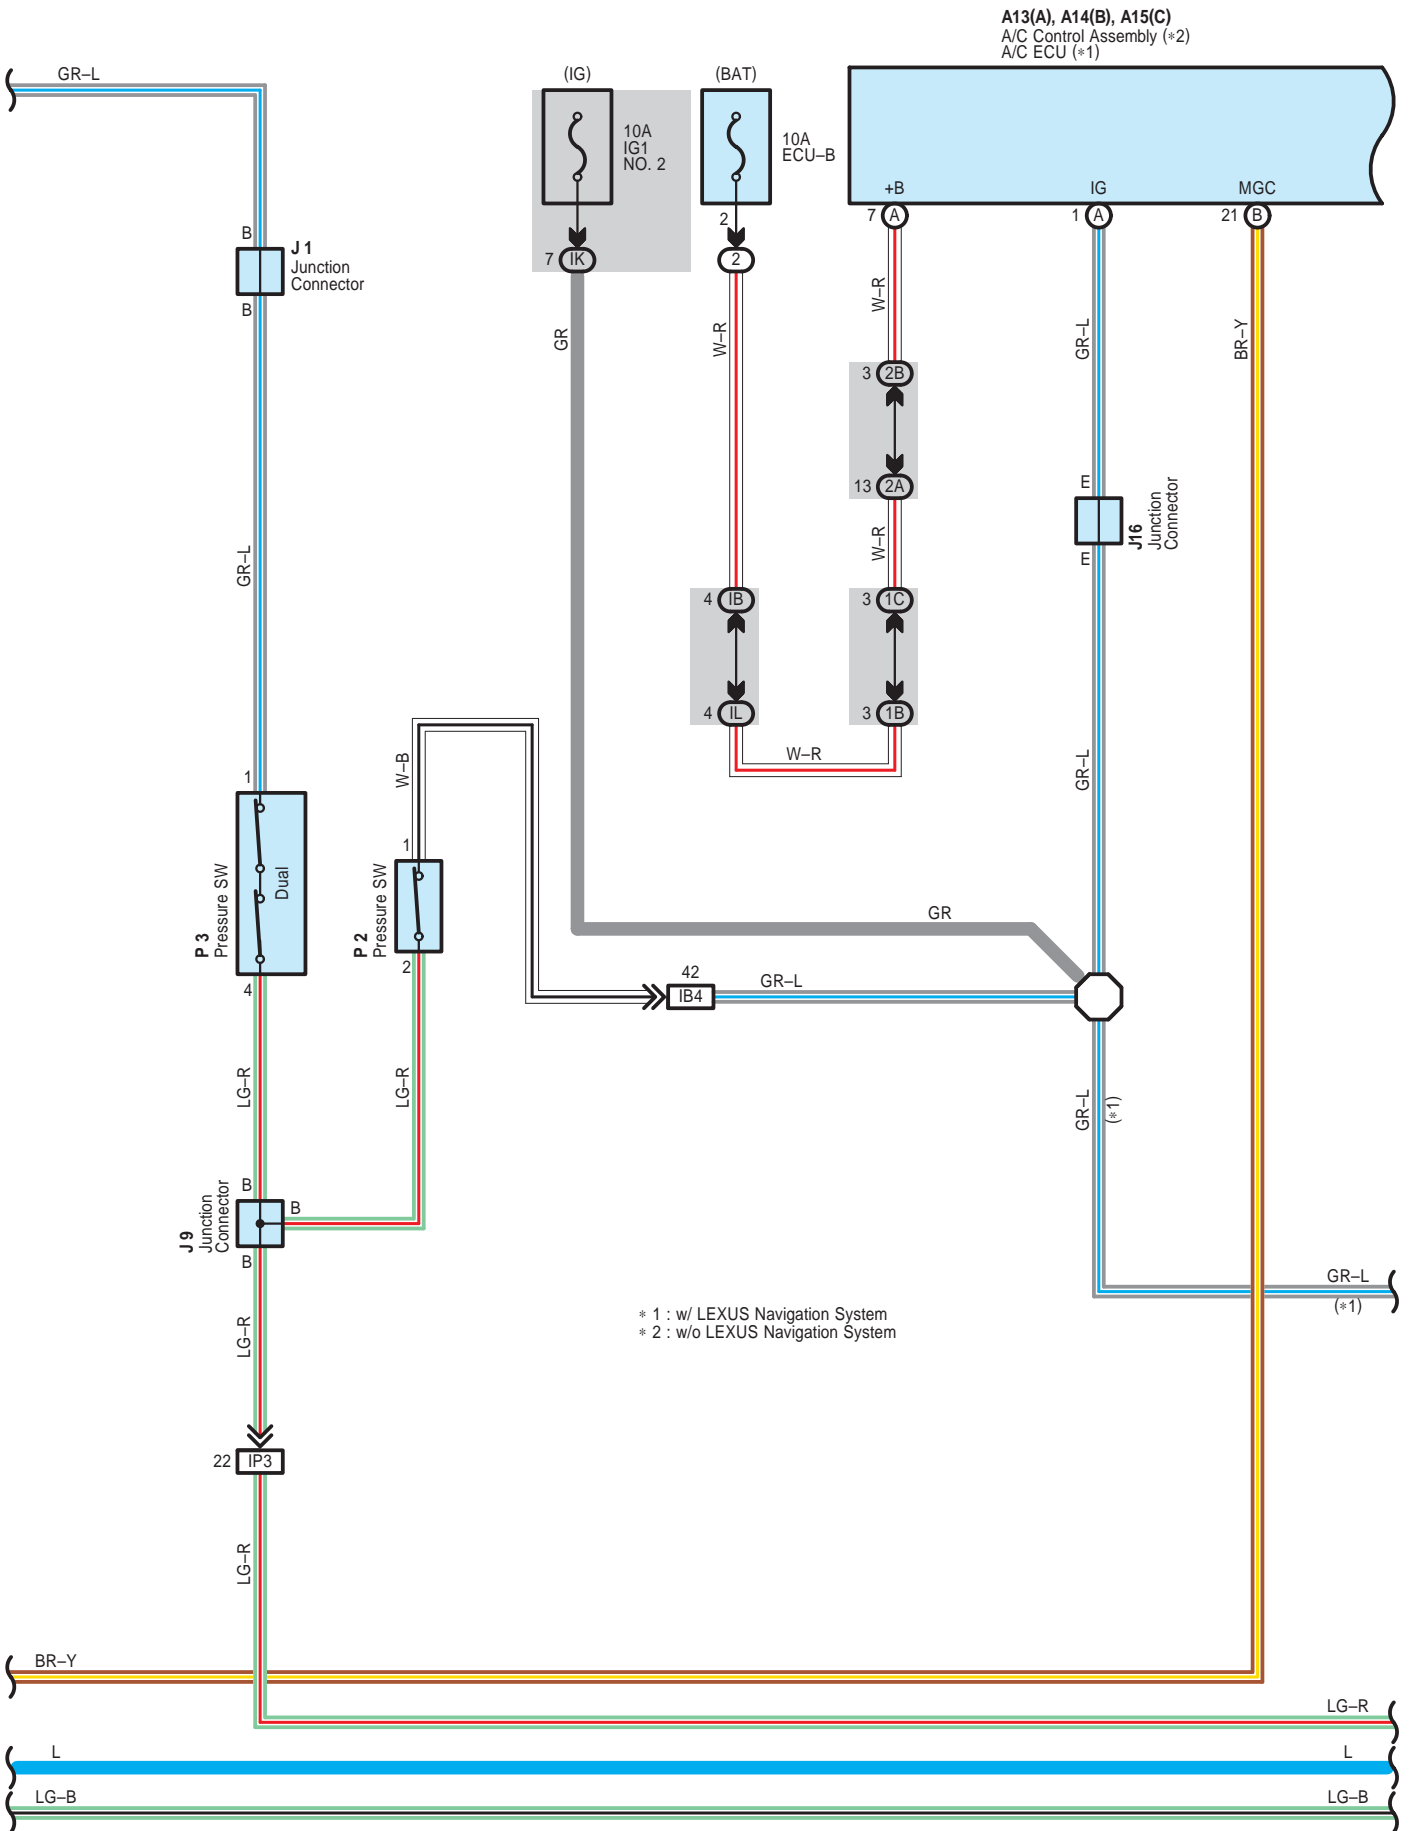 A13(A), A14(B), A15(C)
A/C Control Assembly (∗2)
A/C ECU (∗1)
GR–L
(IG)
(BAT)
10A
IG1
NO. 2
10A
ECU–B
+B
IG
MGC
7 A
1 A
21 B
2
7 IK
2
B
J 1
Junction
Connector
B
GR
W–R
W–R
GR–L
BR–Y
3 2B
13 2A
E
J16
Junction
Connector
E
GR–L
W–R
4 IB
3 1C
4 IL
3 1B
W–R
W–B
GR–L
1
P 3
Pressure SW
Dual
4
1
P 2
Pressure SW
2
GR
42
IB4
GR–L
LG–R
LG–R
GR–L
(∗1)
B
J 9
Junction
Connector
B
B
GR–L
(∗1)
∗ 1 : w/ LEXUS Navigation System
∗ 2 : w/o LEXUS Navigation System
LG–R
22 IP3
LG–R
BR–Y
LG–R
L
L
LG–B
LG–B